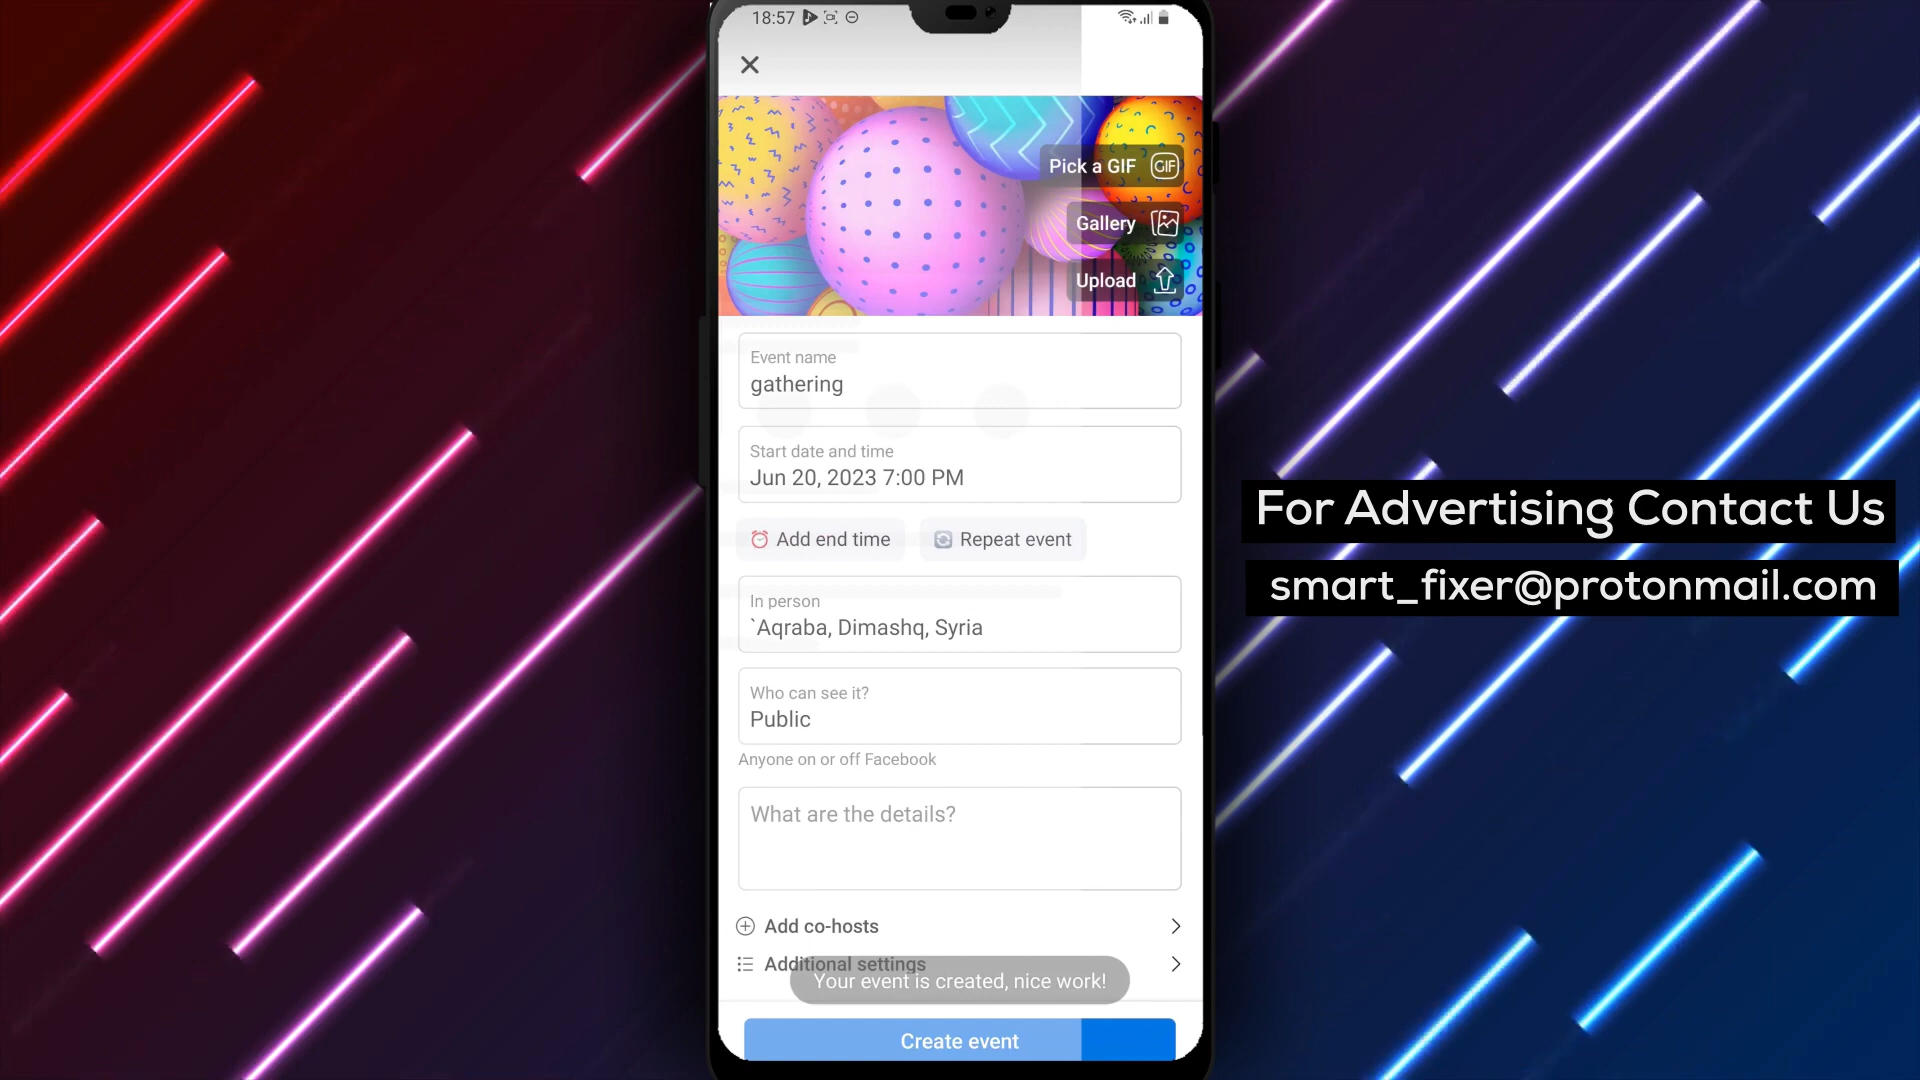 18:57
Pick a GIF GIF
Gallery
Upload
Event name
gathering
Start date and time
Jun 20, 2023 7:00 PM
Add end time Repeat event
In person
`Aqraba, Dimashq, Syria
Who can see it?
Public
Anyone on or off Facebook
What are the details?
Add co-hosts
Additional settings
Your event is created, nice work!
Create event
For Advertising Contact Us
smart_fixer@protonmail.com